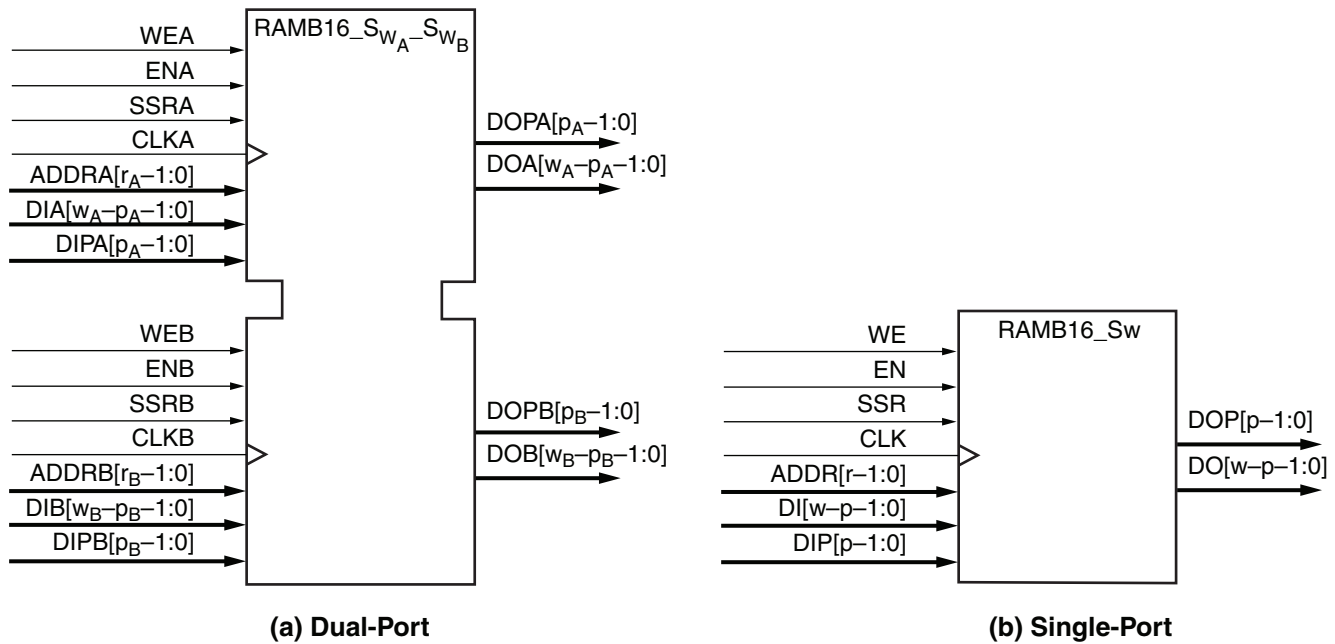 RAMB16_SWA_SWB
WEA
ENA
SSRA
CLKA
ADDRA[rA–1:0]
DIA[wA–pA–1:0]
DIPA[pA–1:0]
DOPA[pA–1:0]
DOA[wA–pA–1:0]
WEB
ENB
SSRB
CLKB
ADDRB[rB–1:0]
DIB[wB–pB–1:0]
DIPB[pB–1:0]
DOPB[pB–1:0]
DOB[wB–pB–1:0]
(a) Dual-Port
RAMB16_Sw
WE
EN
SSR
CLK
ADDR[r–1:0]
DI[w–p–1:0]
DIP[p–1:0]
DOP[p–1:0]
DO[w–p–1:0]
(b) Single-Port